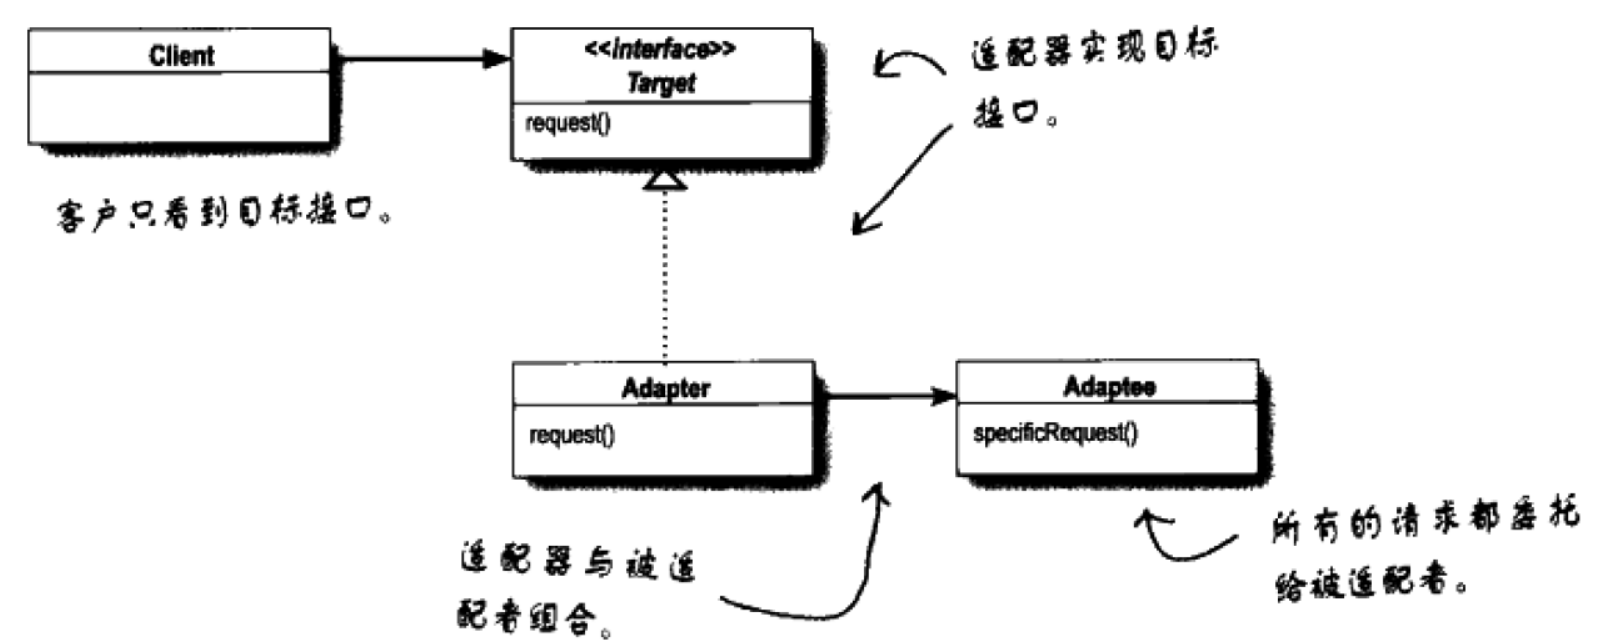 Client
<<interface>>
Target
request()
适配器实现目标
接口。
客户只看到目标接口。
Adapter
request()
Adaptee
specificRequest()
适配器与被适
配者组合。
所有的请求都委托
给被适配者。